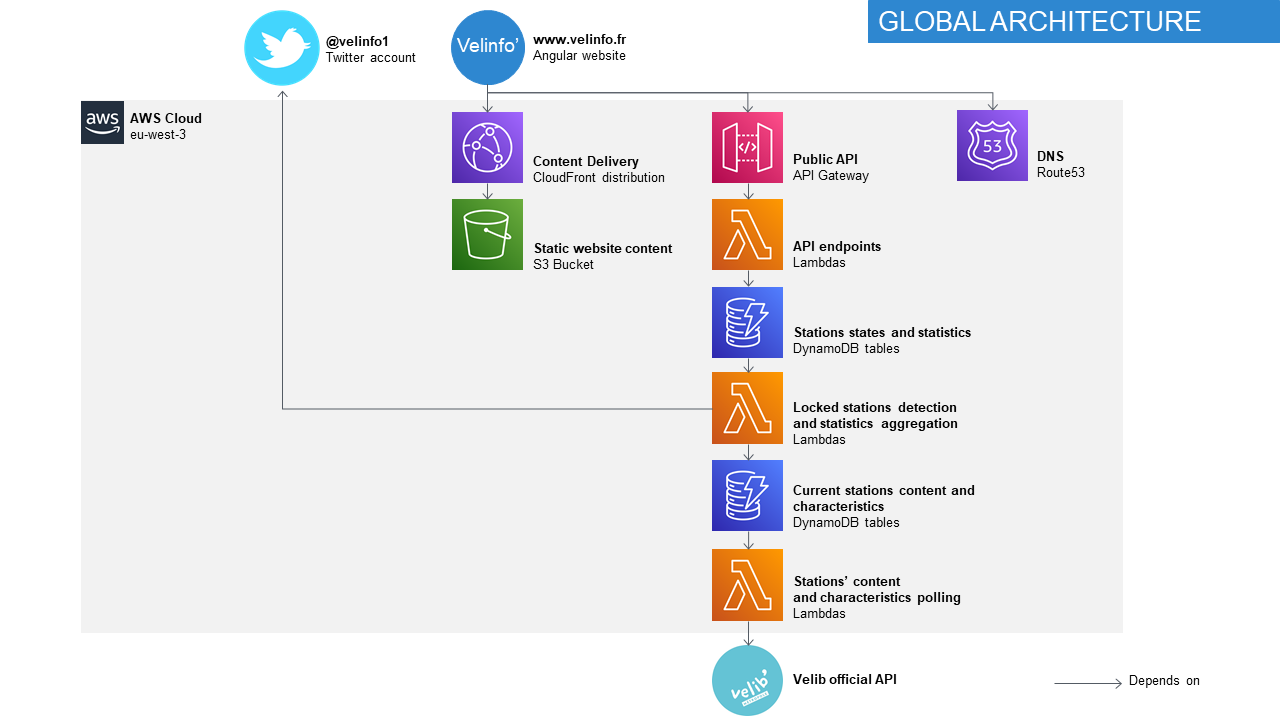 GLOBAL ARCHITECTURE
@velinfo1
Twitter account
Velinfo’
www.velinfo.fr
Angular website
aws
AWS Cloud
eu-west-3
Content Delivery
CloudFront distribution
Public API
API Gateway
53
DNS
Route53
Static website content
S3 Bucket
API endpoints
Lambdas
Stations states and statistics
DynamoDB tables
Locked stations detection
and statistics aggregation
Lambdas
Current stations content and
characteristics
DynamoDB tables
Stations’ content
and characteristics polling
Lambdas
velib’
Velib official API
Depends on